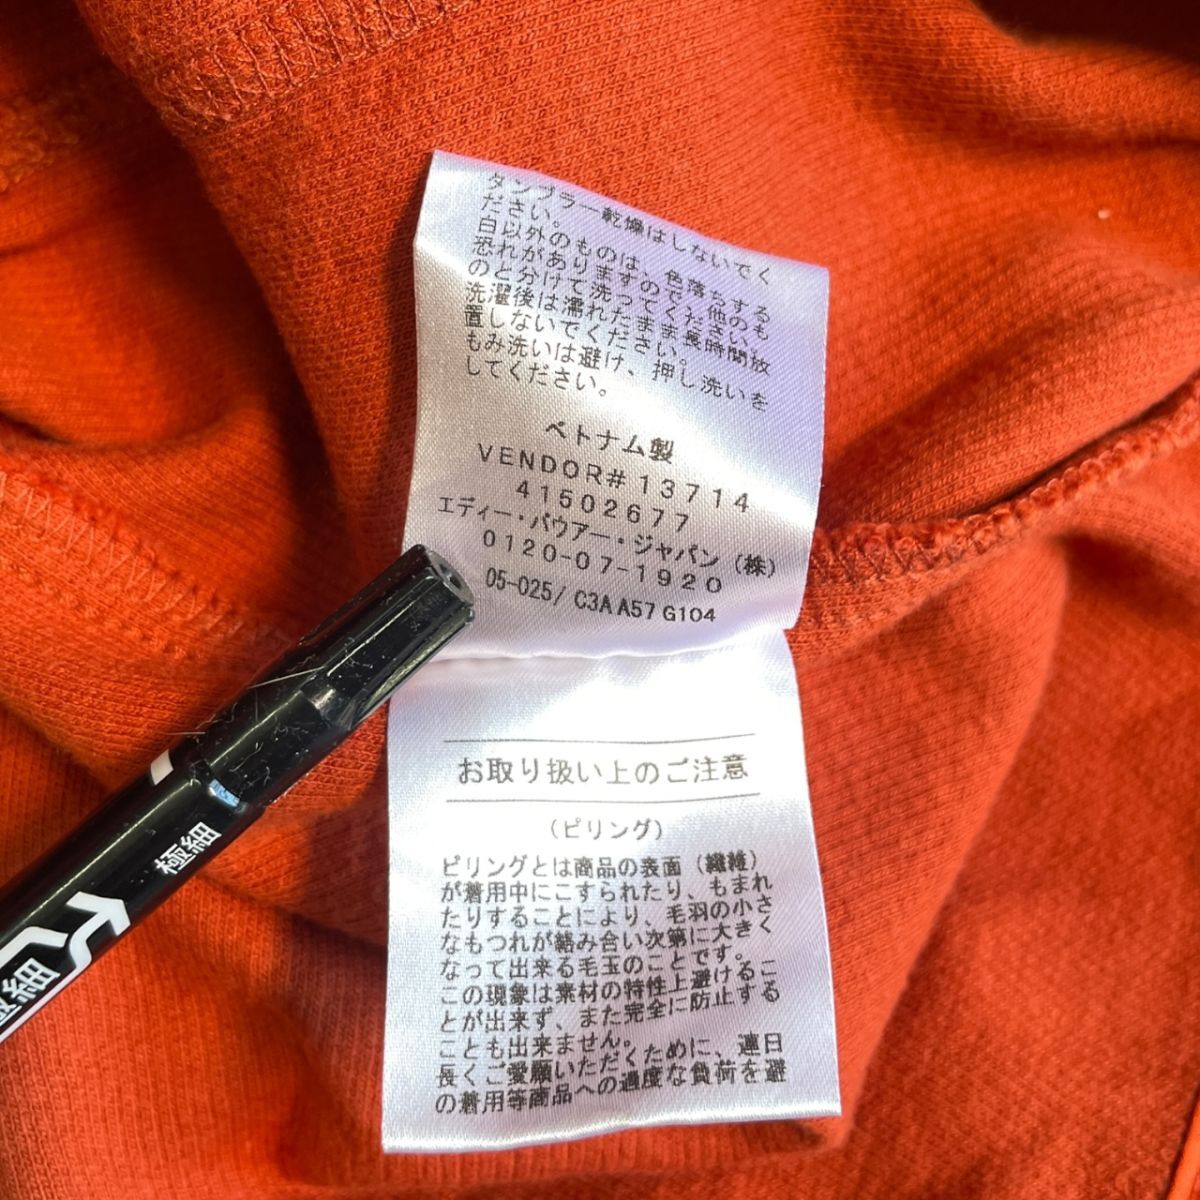 タンブラー乾燥はしないでく
ださい。
白以外のものは、色落ちする
恐れがありますので、他のも
のと分けて洗ってください。
洗濯後は濡れたまま長時間放
置しないでください。
もみ洗いは避け、押し洗いを
してください。
ベトナム製
VENDOR#13714
41502677
エディー・バウアー・ジャパン(株)
0120-07-1920
05-025/ C3A A57 G104
お取り扱い上のご注意
(ピリング)
ピリングとは商品の表面(繊維)
が着用中にこすられたり、もまれ
たりすることにより、毛羽の小さ
なもつれが絡み合い次第に大きく
なって出来る毛玉のことです。
この現象は素材の特性上避けるこ
とが出来ず、また完全に防止する
ことも出来ません。
長くご愛願いただくために、連日
の着用等商品への過度な負荷を避
極細
極細